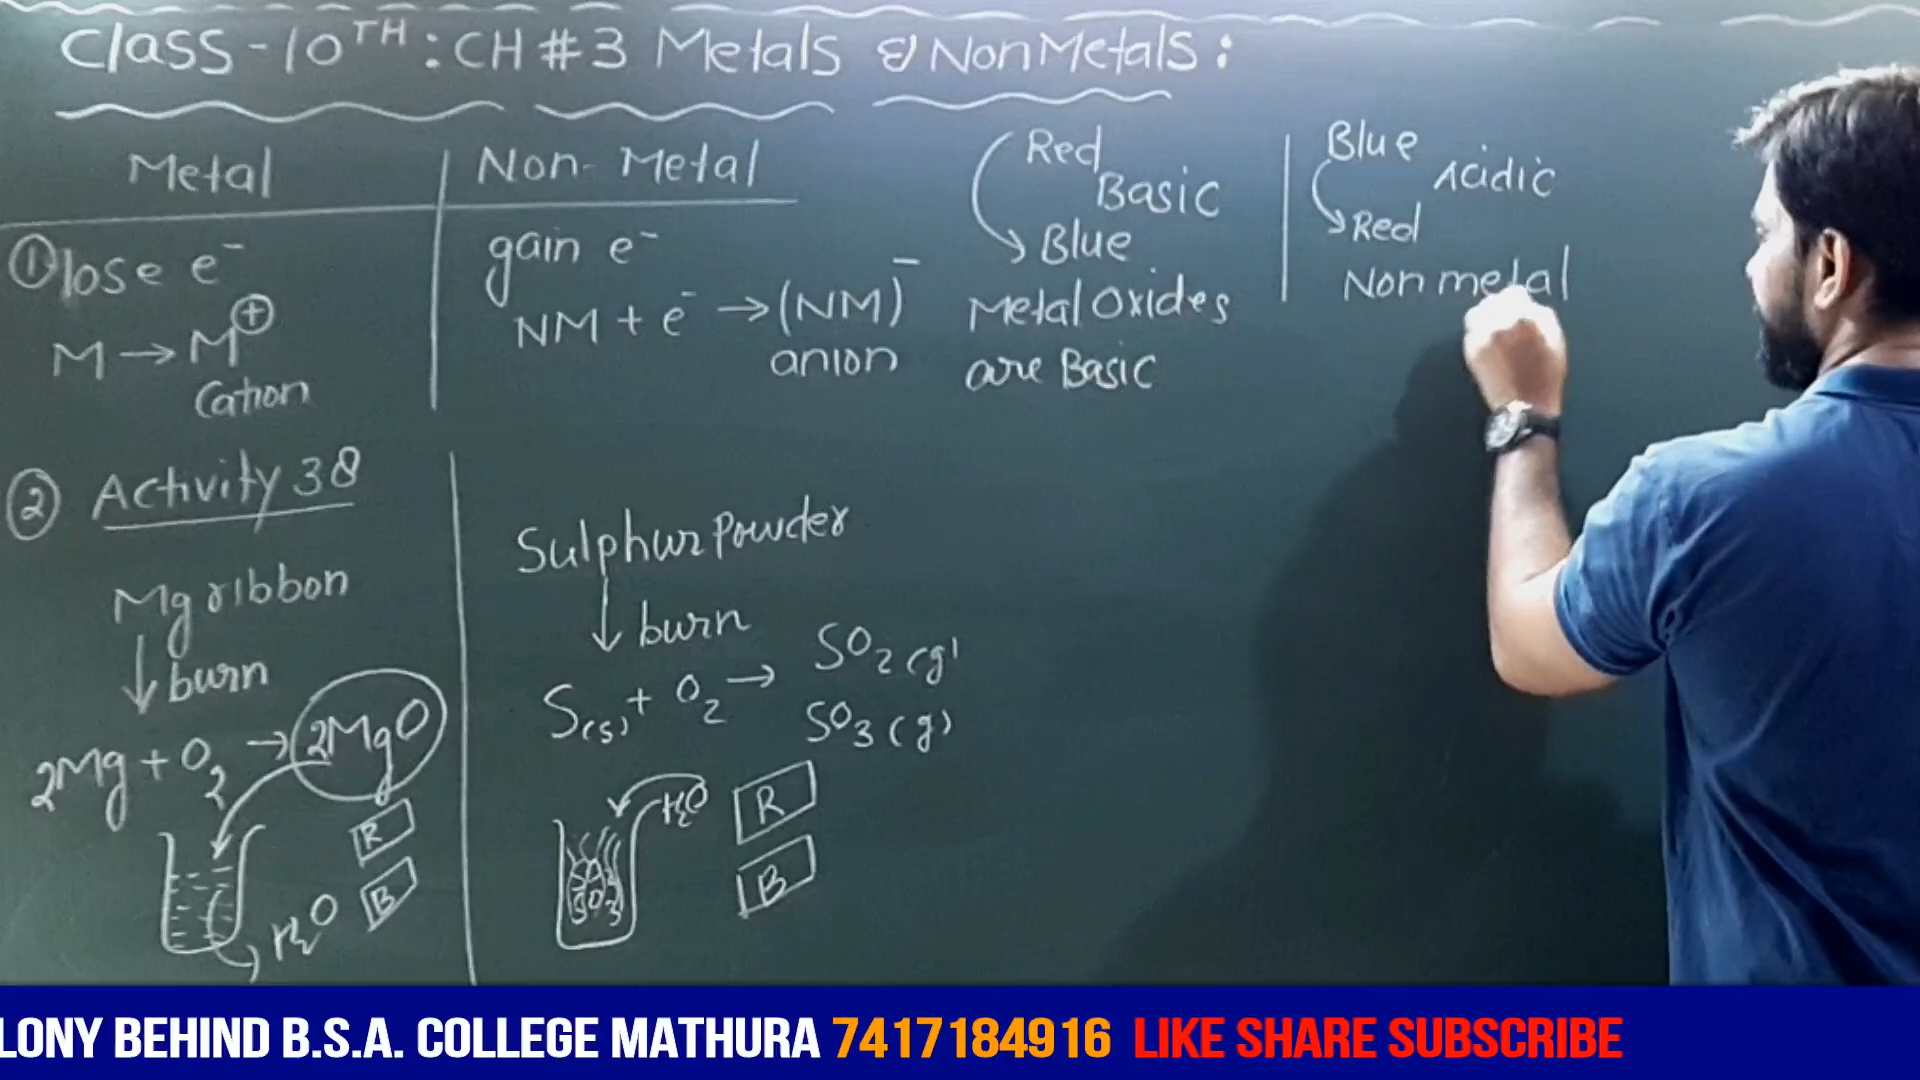 Class-10TH : CH #3 Metals & NonMetals :
Metal
Non-Metal
① lose e⁻
M → M⊕
Cation
gain e⁻
NM + e⁻ → (NM)⁻
anion
Red
Basic
Blue
Metal Oxides
are Basic
Blue
Acidic
Red
Non metal
② Activity 38
Mg ribbon
burn
2Mg + O₂ → 2MgO
R
B
H₂O
Sulphur Powder
burn
S(s) + O₂ → SO₂(g)
SO₃(g)
H₂O
R
B
SO₃
LONY BEHIND B.S.A. COLLEGE MATHURA 7417184916 LIKE SHARE SUBSCRIBE